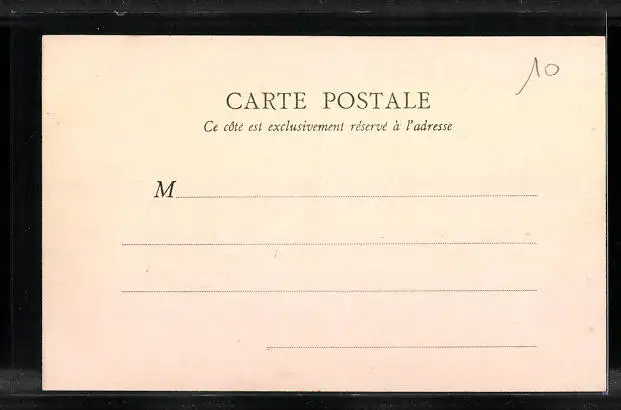 10
CARTE POSTALE
Ce côté est exclusivement réservé à l'adresse
M